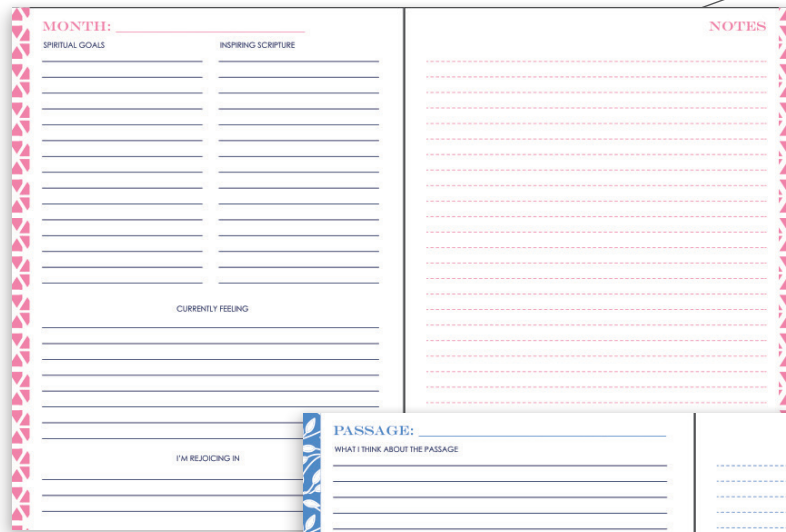 MONTH:
SPIRITUAL GOALS
INSPIRING SCRIPTURE
CURRENTLY FEELING
I'M REJOICING IN
NOTES
PASSAGE:
WHAT I THINK ABOUT THE PASSAGE